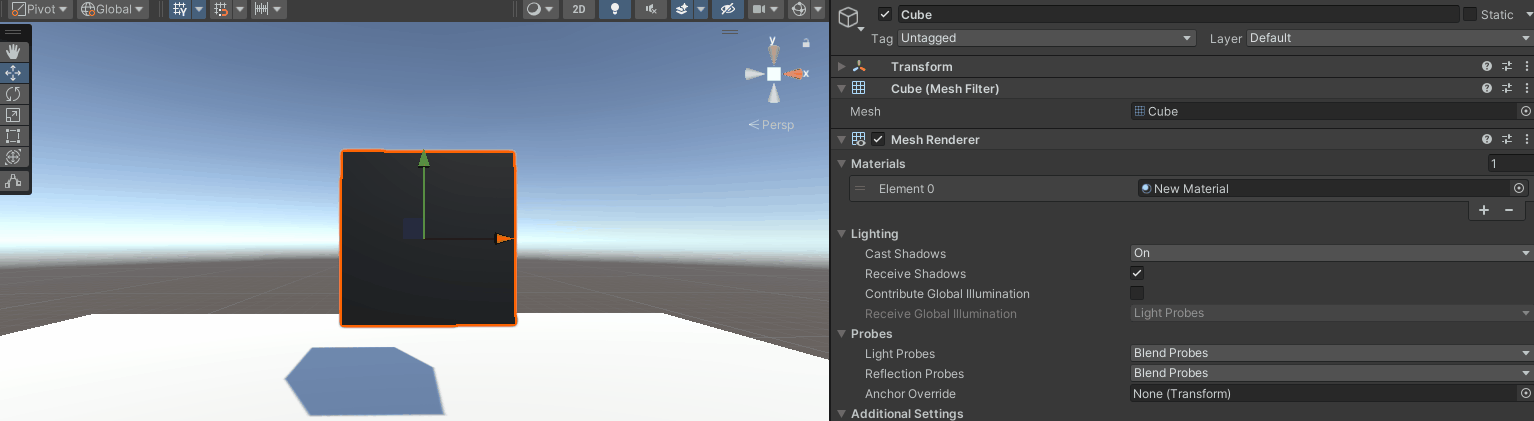 Pivot Global 2D
y
x
Persp
Cube Static
Tag Untagged Layer Default
Transform
Cube (Mesh Filter)
Mesh Cube
Mesh Renderer
Materials 1
Element 0 New Material
Lighting
Cast Shadows On
Receive Shadows
Contribute Global Illumination
Receive Global Illumination Light Probes
Probes
Light Probes Blend Probes
Reflection Probes Blend Probes
Anchor Override None (Transform)
Additional Settings